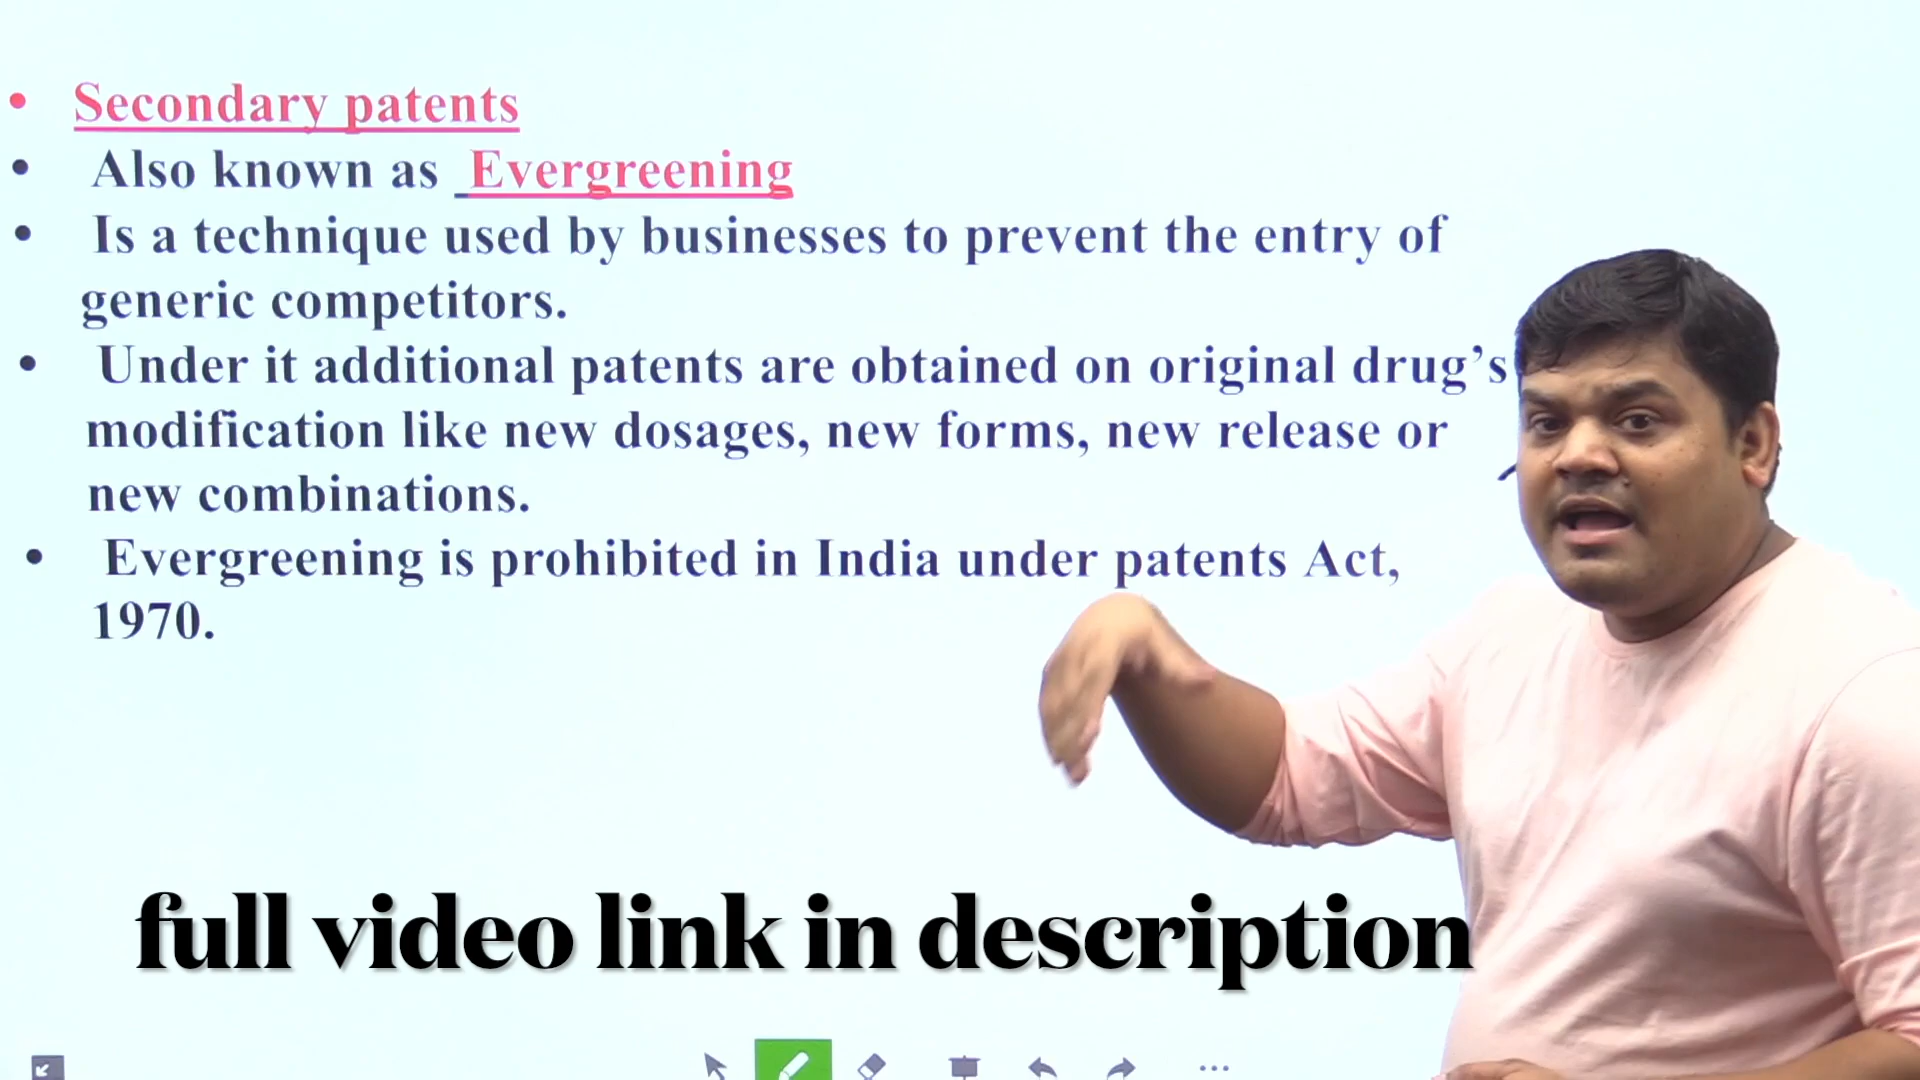 • Secondary patents
• Also known as Evergreening
• Is a technique used by businesses to prevent the entry of
generic competitors.
• Under it additional patents are obtained on original drug’s
modification like new dosages, new forms, new release or
new combinations.
• Evergreening is prohibited in India under patents Act,
1970.
full video link in description